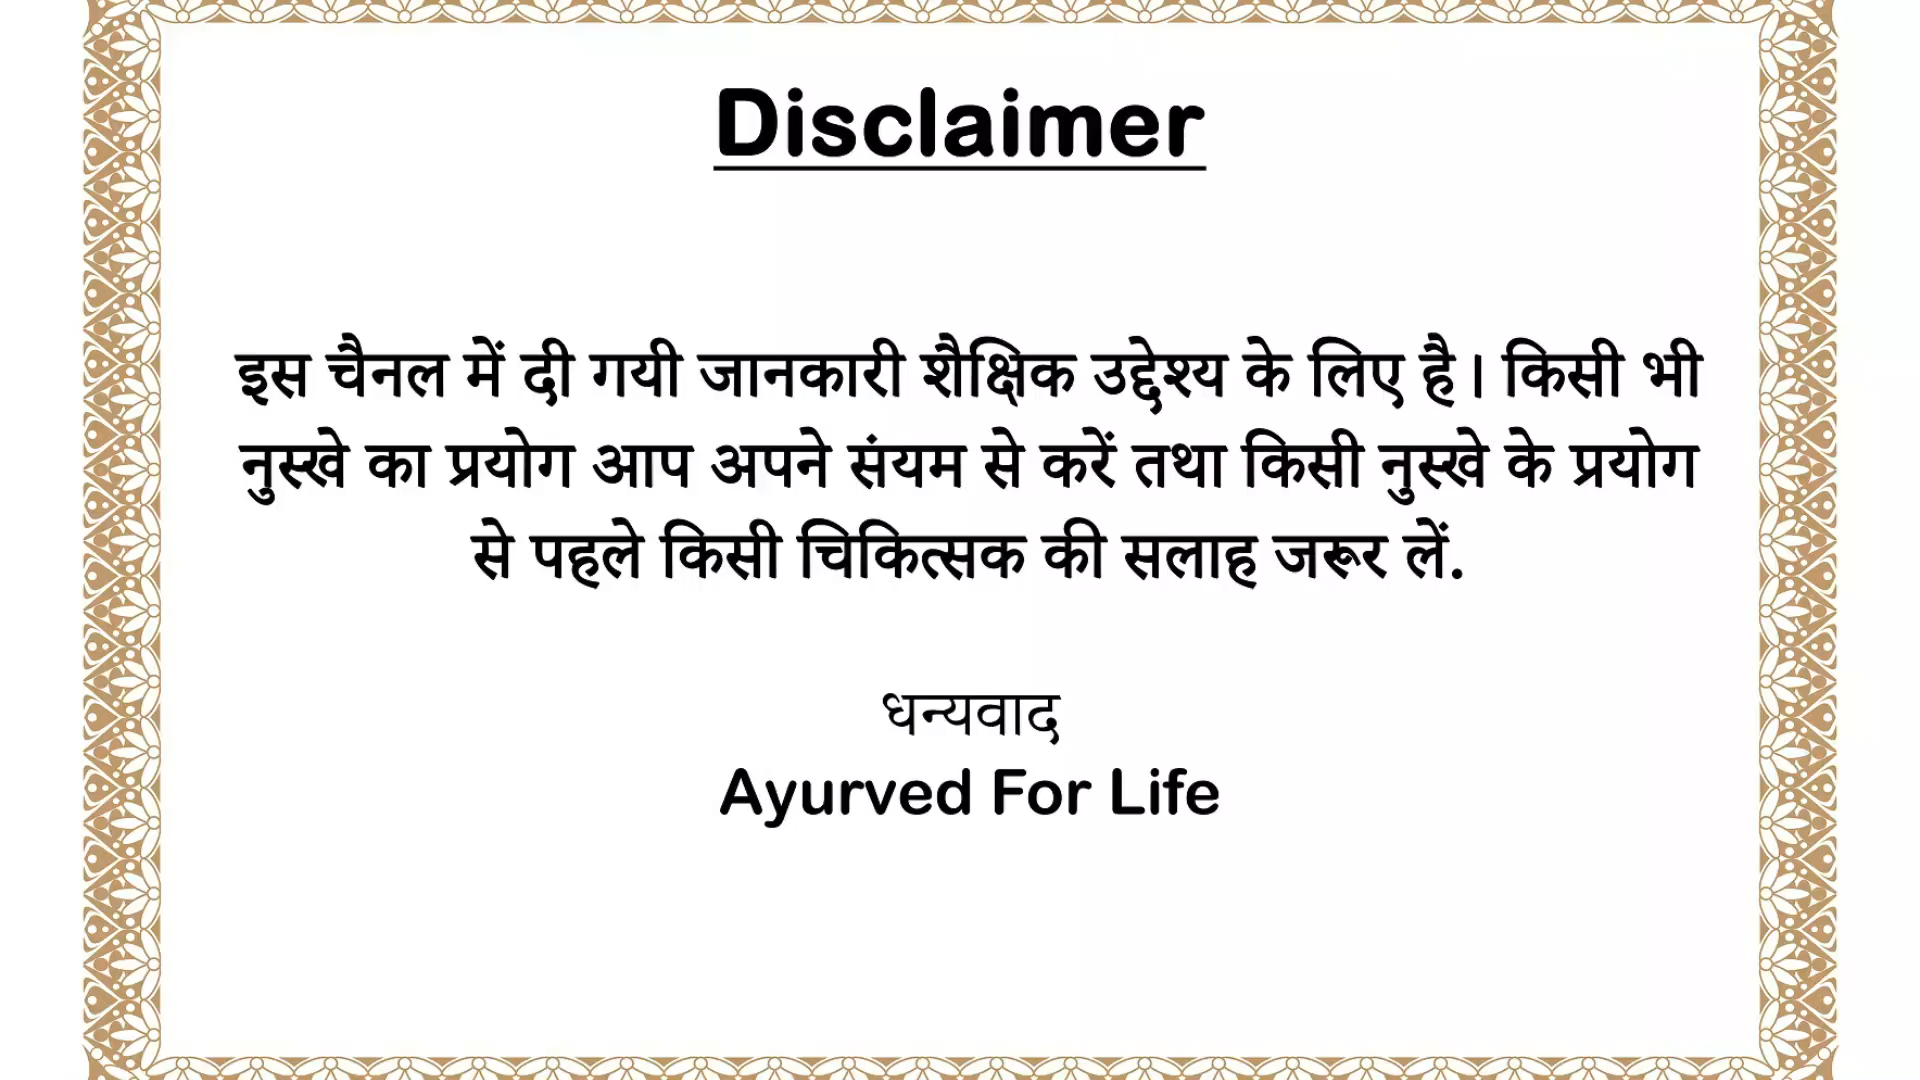 Disclaimer
इस चैनल में दी गयी जानकारी शैक्षिक उद्देश्य के लिए है। किसी भी
नुस्खे का प्रयोग आप अपने संयम से करें तथा किसी नुस्खे के प्रयोग
से पहले किसी चिकित्सक की सलाह जरूर लें.
धन्यवाद
Ayurved For Life